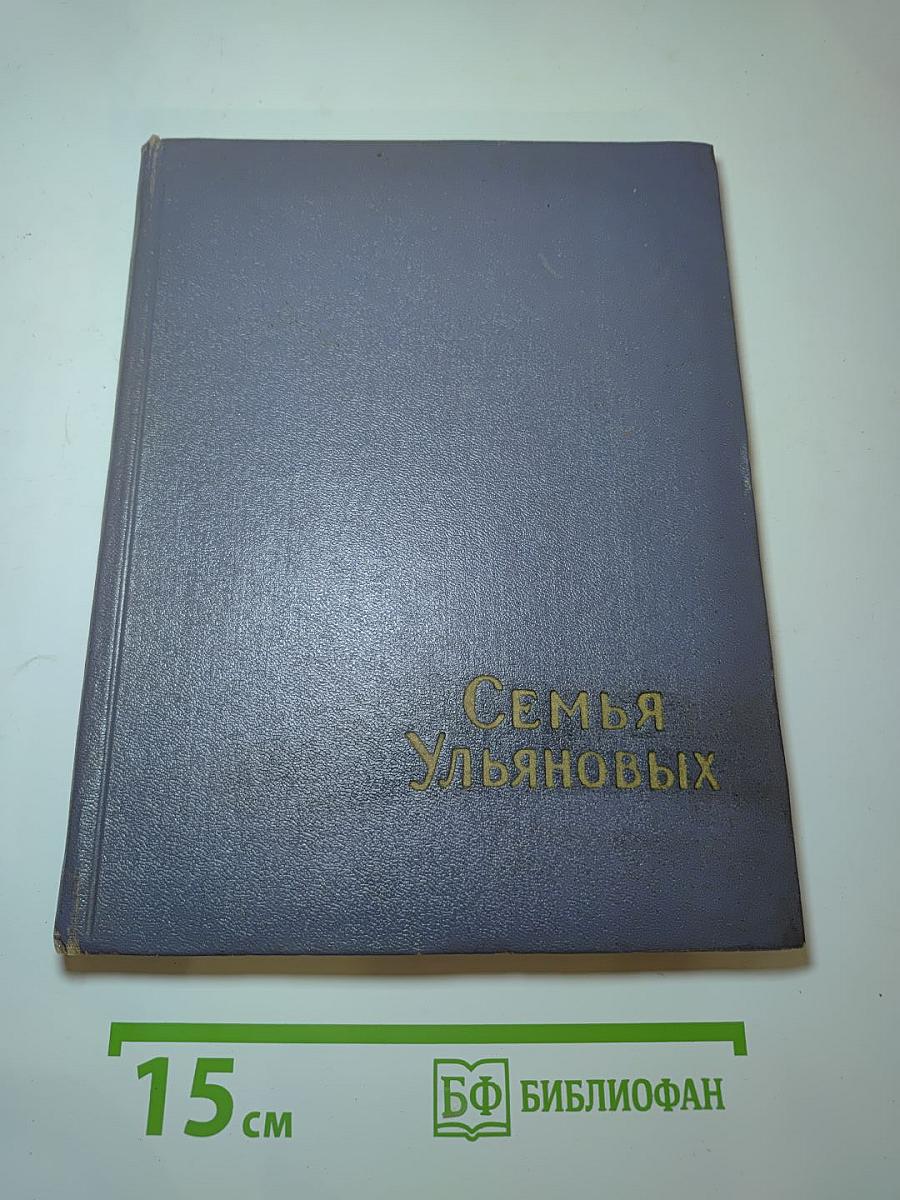 Семья
Ульяновых
15 см
БФ БИБЛИОФАН